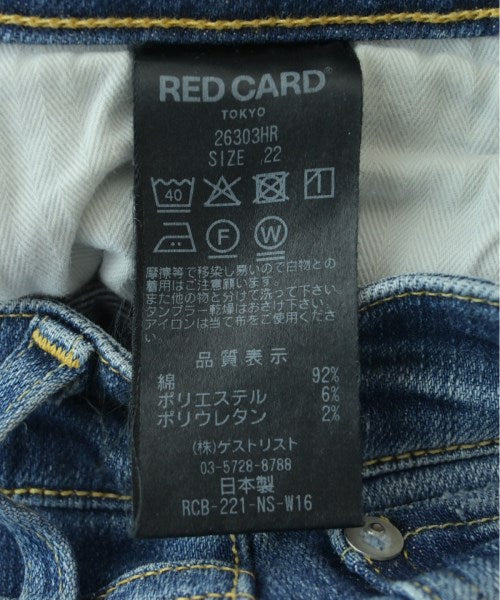 RED CARD
TOKYO
26303HR
SIZE 22
40
F W
摩擦等で移染し易いので白物との
着用はご注意願います。
また他の物と分けて洗って下さい。
タンブラー乾燥はお避け下さい。
アイロンは当て布をご使用くださ
い
品質表示
綿 92%
ポリエステル 6%
ポリウレタン 2%
(株)ゲストリスト
03-5728-8788
日本製
RCB-221-NS-W16